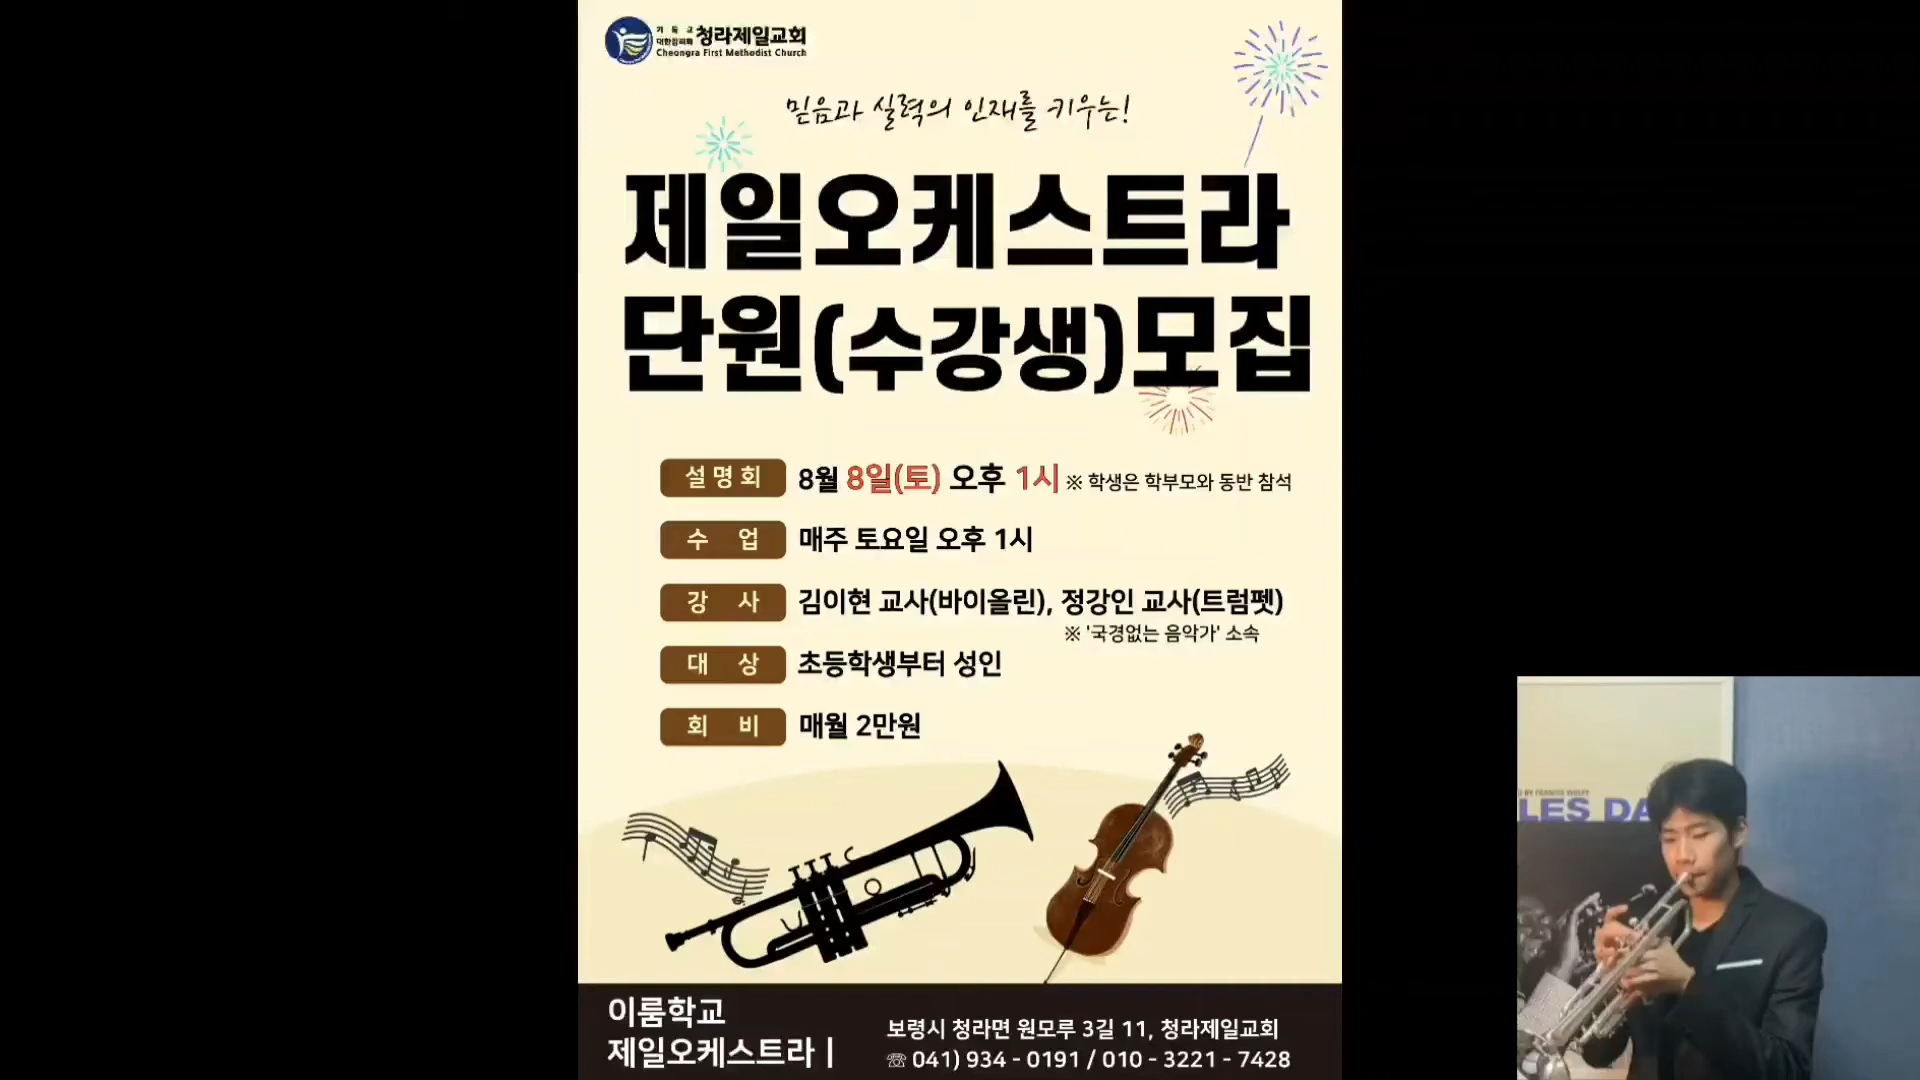 기독교
대한감리회 청라제일교회
Cheongra First Methodist Church
믿음과 실력의 인재를 키우는!
제일오케스트라
단원(수강생)모집
설명회 8월 8일(토) 오후 1시 ※ 학생은 학부모와 동반 참석
수 업 매주 토요일 오후 1시
강 사 김이현 교사(바이올린), 정강인 교사(트럼펫)
※ '국경없는 음악가' 소속
대 상 초등학생부터 성인
회 비 매월 2만원
이룸학교
제일오케스트라 |
보령시 청라면 원모루 3길 11, 청라제일교회
☏ 041) 934 - 0191 / 010 - 3221 - 7428
D BY FRANCIS WOLFF
LES DA